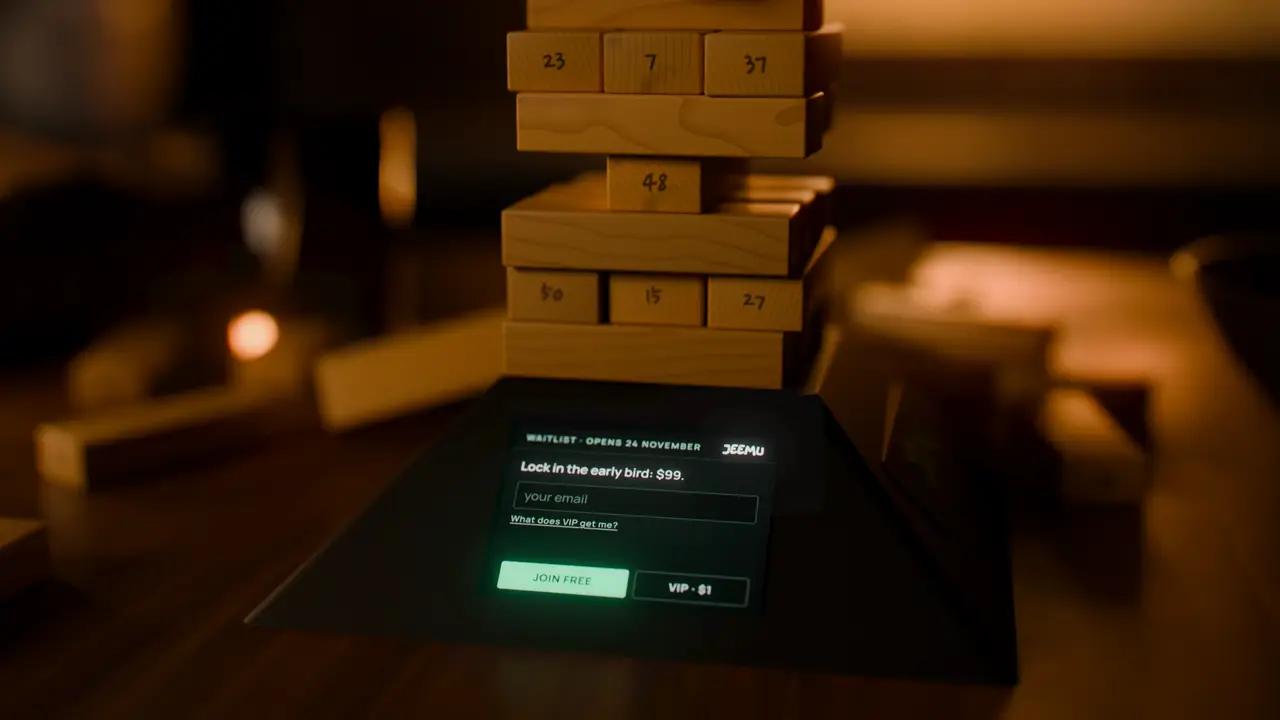 23 7 37
48
50 15 27
WAITLIST · OPENS 24 NOVEMBER JEEMU
Lock in the early bird: $99.
your email
What does VIP get me?
JOIN FREE VIP · $1